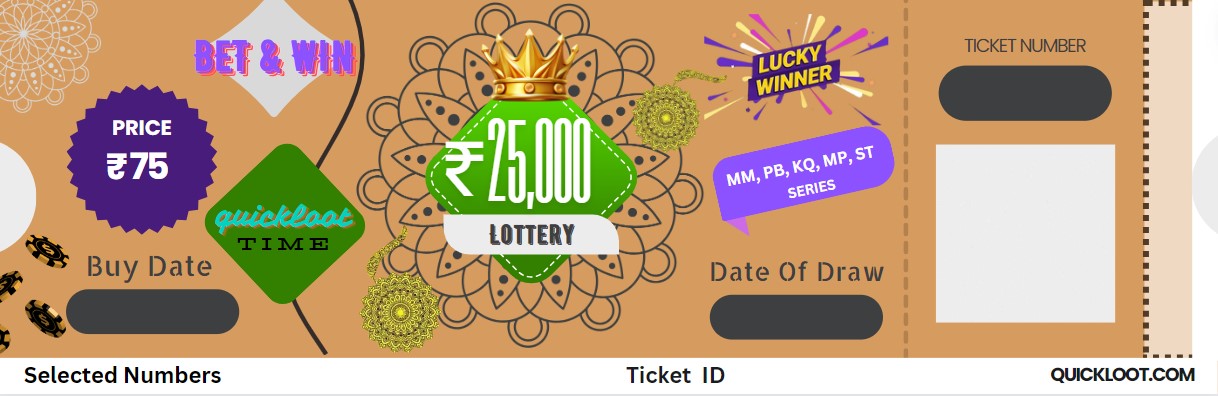 BET & WIN
PRICE
₹75
quickloot
TIME
Buy Date
₹25,000
LOTTERY
LUCKY
WINNER
MM, PB, KQ, MP, ST
SERIES
Date Of Draw
TICKET NUMBER
Selected Numbers
Ticket ID
QUICKLOOT.COM